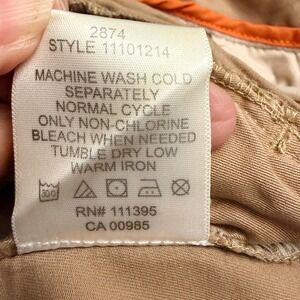 2874
STYLE 11101214
MACHINE WASH COLD
SEPARATELY
NORMAL CYCLE
ONLY NON-CHLORINE
BLEACH WHEN NEEDED
TUMBLE DRY LOW
WARM IRON
RN# 111395
CA 00985